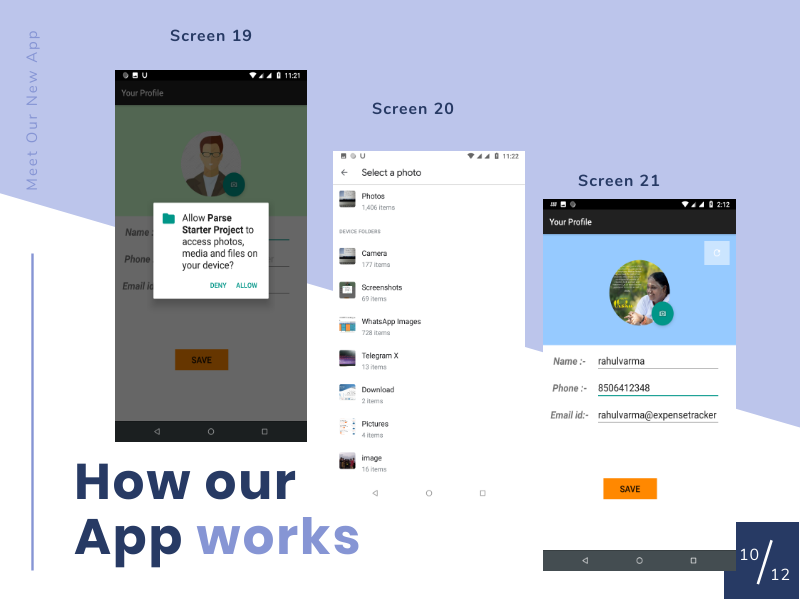 Meet Our New App
Screen 19
11:21
Your Profile
Allow Parse
Starter Project to
access photos,
media and files on
your device?
DENY ALLOW
Name :
Phone
Email id
SAVE
Screen 20
11:22
Select a photo
Photos
1,406 items
DEVICE FOLDERS
Camera
177 items
Screenshots
69 items
WhatsApp Images
728 items
Telegram X
13 items
Download
2 items
Pictures
4 items
image
16 items
Screen 21
2:12
Your Profile
Name :- rahulvarma
Phone :- 8506412348
Email id:- rahulvarma@expensetracker
SAVE
How our
App works
10/12